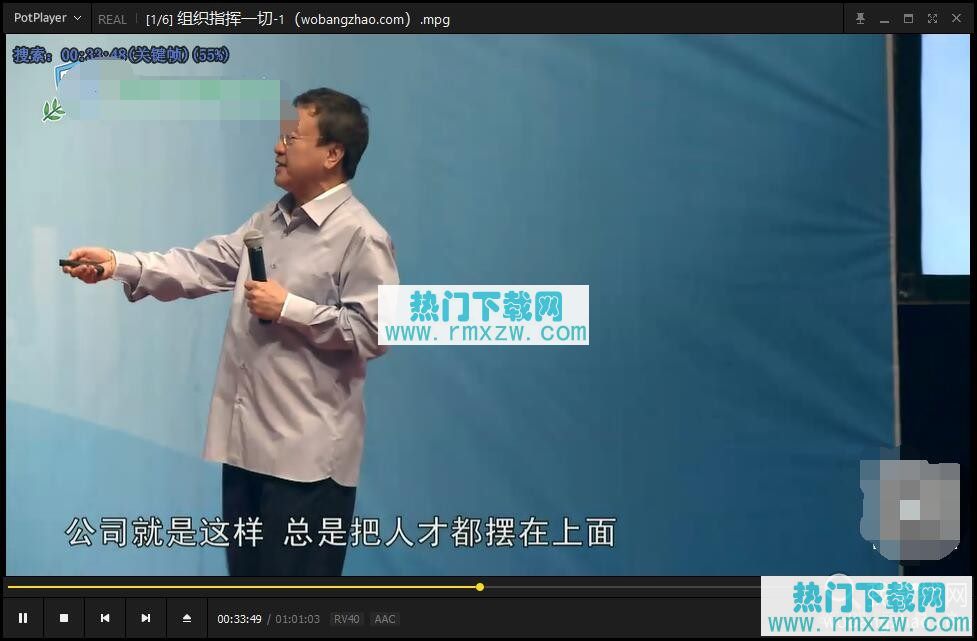 PotPlayer REAL [1/6] 组织指挥一切-1（wobangzhao.com）.mpg
搜索: 00:33:48(关键帧)(55%)
热门下载网
www.rmxzw.com
公司就是这样 总是把人才都摆在上面
00:33:49 / 01:01:03 RV40 AAC
热门下载网
www.rmxzw.com